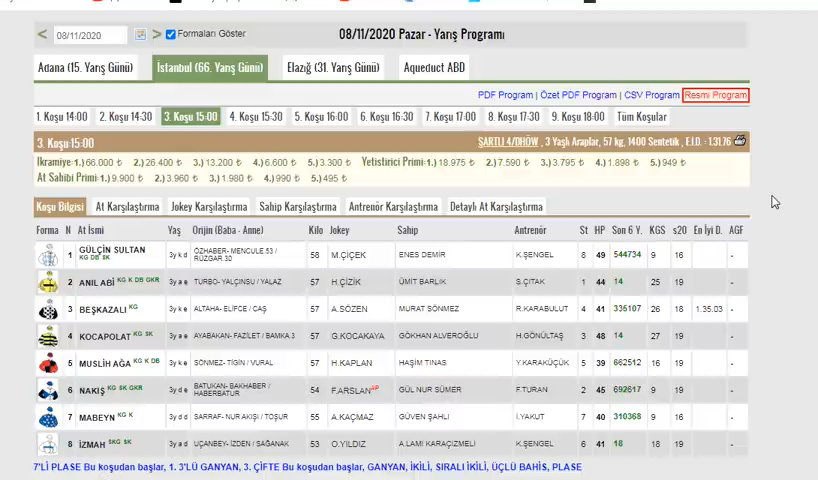 < 08/11/2020 > Formaları Göster 08/11/2020 Pazar - Yarış Programı
Adana (15. Yarış Günü) İstanbul (66. Yarış Günü) Elazığ (31. Yarış Günü) Aqueduct ABD
PDF Program | Özet PDF Program | CSV Program Resmi Program
1. Koşu 14:00 2. Koşu 14:30 3. Koşu 15:00 4. Koşu 15:30 5. Koşu 16:00 6. Koşu 16:30 7. Koşu 17:00 8. Koşu 17:30 9. Koşu 18:00 Tüm Koşular
3. Koşu:15:00 ŞARTLI 4/DHÖW , 3 Yaşlı Araplar, 57 kg, 1400 Sentetik , E.İ.D. : 1.31.76
Ikramiye:1.) 66.000 ₺ 2.) 26.400 ₺ 3.) 13.200 ₺ 4.) 6.600 ₺ 5.) 3.300 ₺ Yetistirici Primi:1.) 18.975 ₺ 2.) 7.590 ₺ 3.) 3.795 ₺ 4.) 1.898 ₺ 5.) 949 ₺
At Sahibi Primi:1.) 9.900 ₺ 2.) 3.960 ₺ 3.) 1.980 ₺ 4.) 990 ₺ 5.) 495 ₺
Koşu Bilgisi At Karşılaştırma Jokey Karşılaştırma Sahip Karşılaştırma Antrenör Karşılaştırma Detaylı At Karşılaştırma
Forma N At İsmi Yaş Orijin (Baba - Anne) Kilo Jokey Sahip Antrenör St HP Son 6 Y. KGS s20 En İyi D. AGF
1 GÜLÇİN SULTAN KG DB SK 3y k d ÖZHABER- MENCULE.53 / RÜZGAR.30 58 M.ÇİÇEK ENES DEMİR K.ŞENGEL 8 49 544734 9 16 -
2 ANIL ABİ KG K DB GKR 3y a e TURBO- YALÇINSU / YALAZ 57 H.ÇİZİK ÜMİT BARLIK S.ÇITAK 1 44 14 25 19 -
3 BEŞKAZALI KG 3y k e ALTAHA- ELİFCE / CAŞ 57 A.SÖZEN MURAT SÖNMEZ R.KARABULUT 4 41 335107 26 18 1.35.03 -
4 KOCAPOLAT KG SK 3y a e AYABAKAN- FAZİLET / BAMKA 3 57 G.KOCAKAYA GÖKHAN ALVEROĞLU H.GÖNÜLTAŞ 3 48 14 27 19 -
5 MUSLİH AĞA KG K DB 3y k e SÖNMEZ- TİGİN / VURAL 57 H.KAPLAN HAŞİM TINAS Y.KARAKÜÇÜK 5 39 662512 16 19 -
6 NAKIŞ KG SK GKR 3y d e BATUKAN- BAKHABER / HABERBATUR 54 F.ARSLAN AP GÜL NUR SÜMER F.TURAN 2 45 692617 9 19 -
7 MABEYN KG K 3y d d SARRAF- NUR AKIŞI / TOŞUR 55 A.KAÇMAZ GÜVEN ŞAHLI İ.YAKUT 7 40 310368 9 16 -
8 İZMAH SKG SK 3y a d UÇANBEY- İZDEN / SAĞANAK 53 O.YILDIZ A.LAMİ KARAÇİZMELİ K.ŞENGEL 6 41 18 18 19 -
7'Lİ PLASE Bu koşudan başlar, 1. 3'LÜ GANYAN, 3. ÇİFTE Bu koşudan başlar, GANYAN, İKİLİ, SIRALI İKİLİ, ÜÇLÜ BAHİS, PLASE